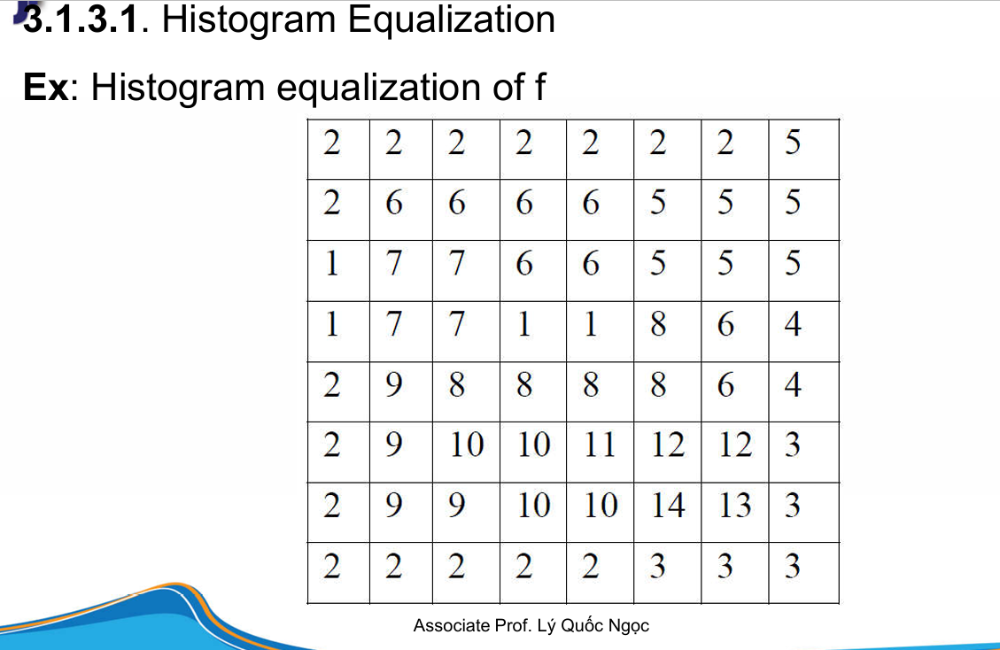 3.1.3.1. Histogram Equalization
Ex: Histogram equalization of f
2 2 2 2 2 2 2 5
2 6 6 6 6 5 5 5
1 7 7 6 6 5 5 5
1 7 7 1 1 8 6 4
2 9 8 8 8 8 6 4
2 9 10 10 11 12 12 3
2 9 9 10 10 14 13 3
2 2 2 2 2 3 3 3
Associate Prof. Lý Quốc Ngọc